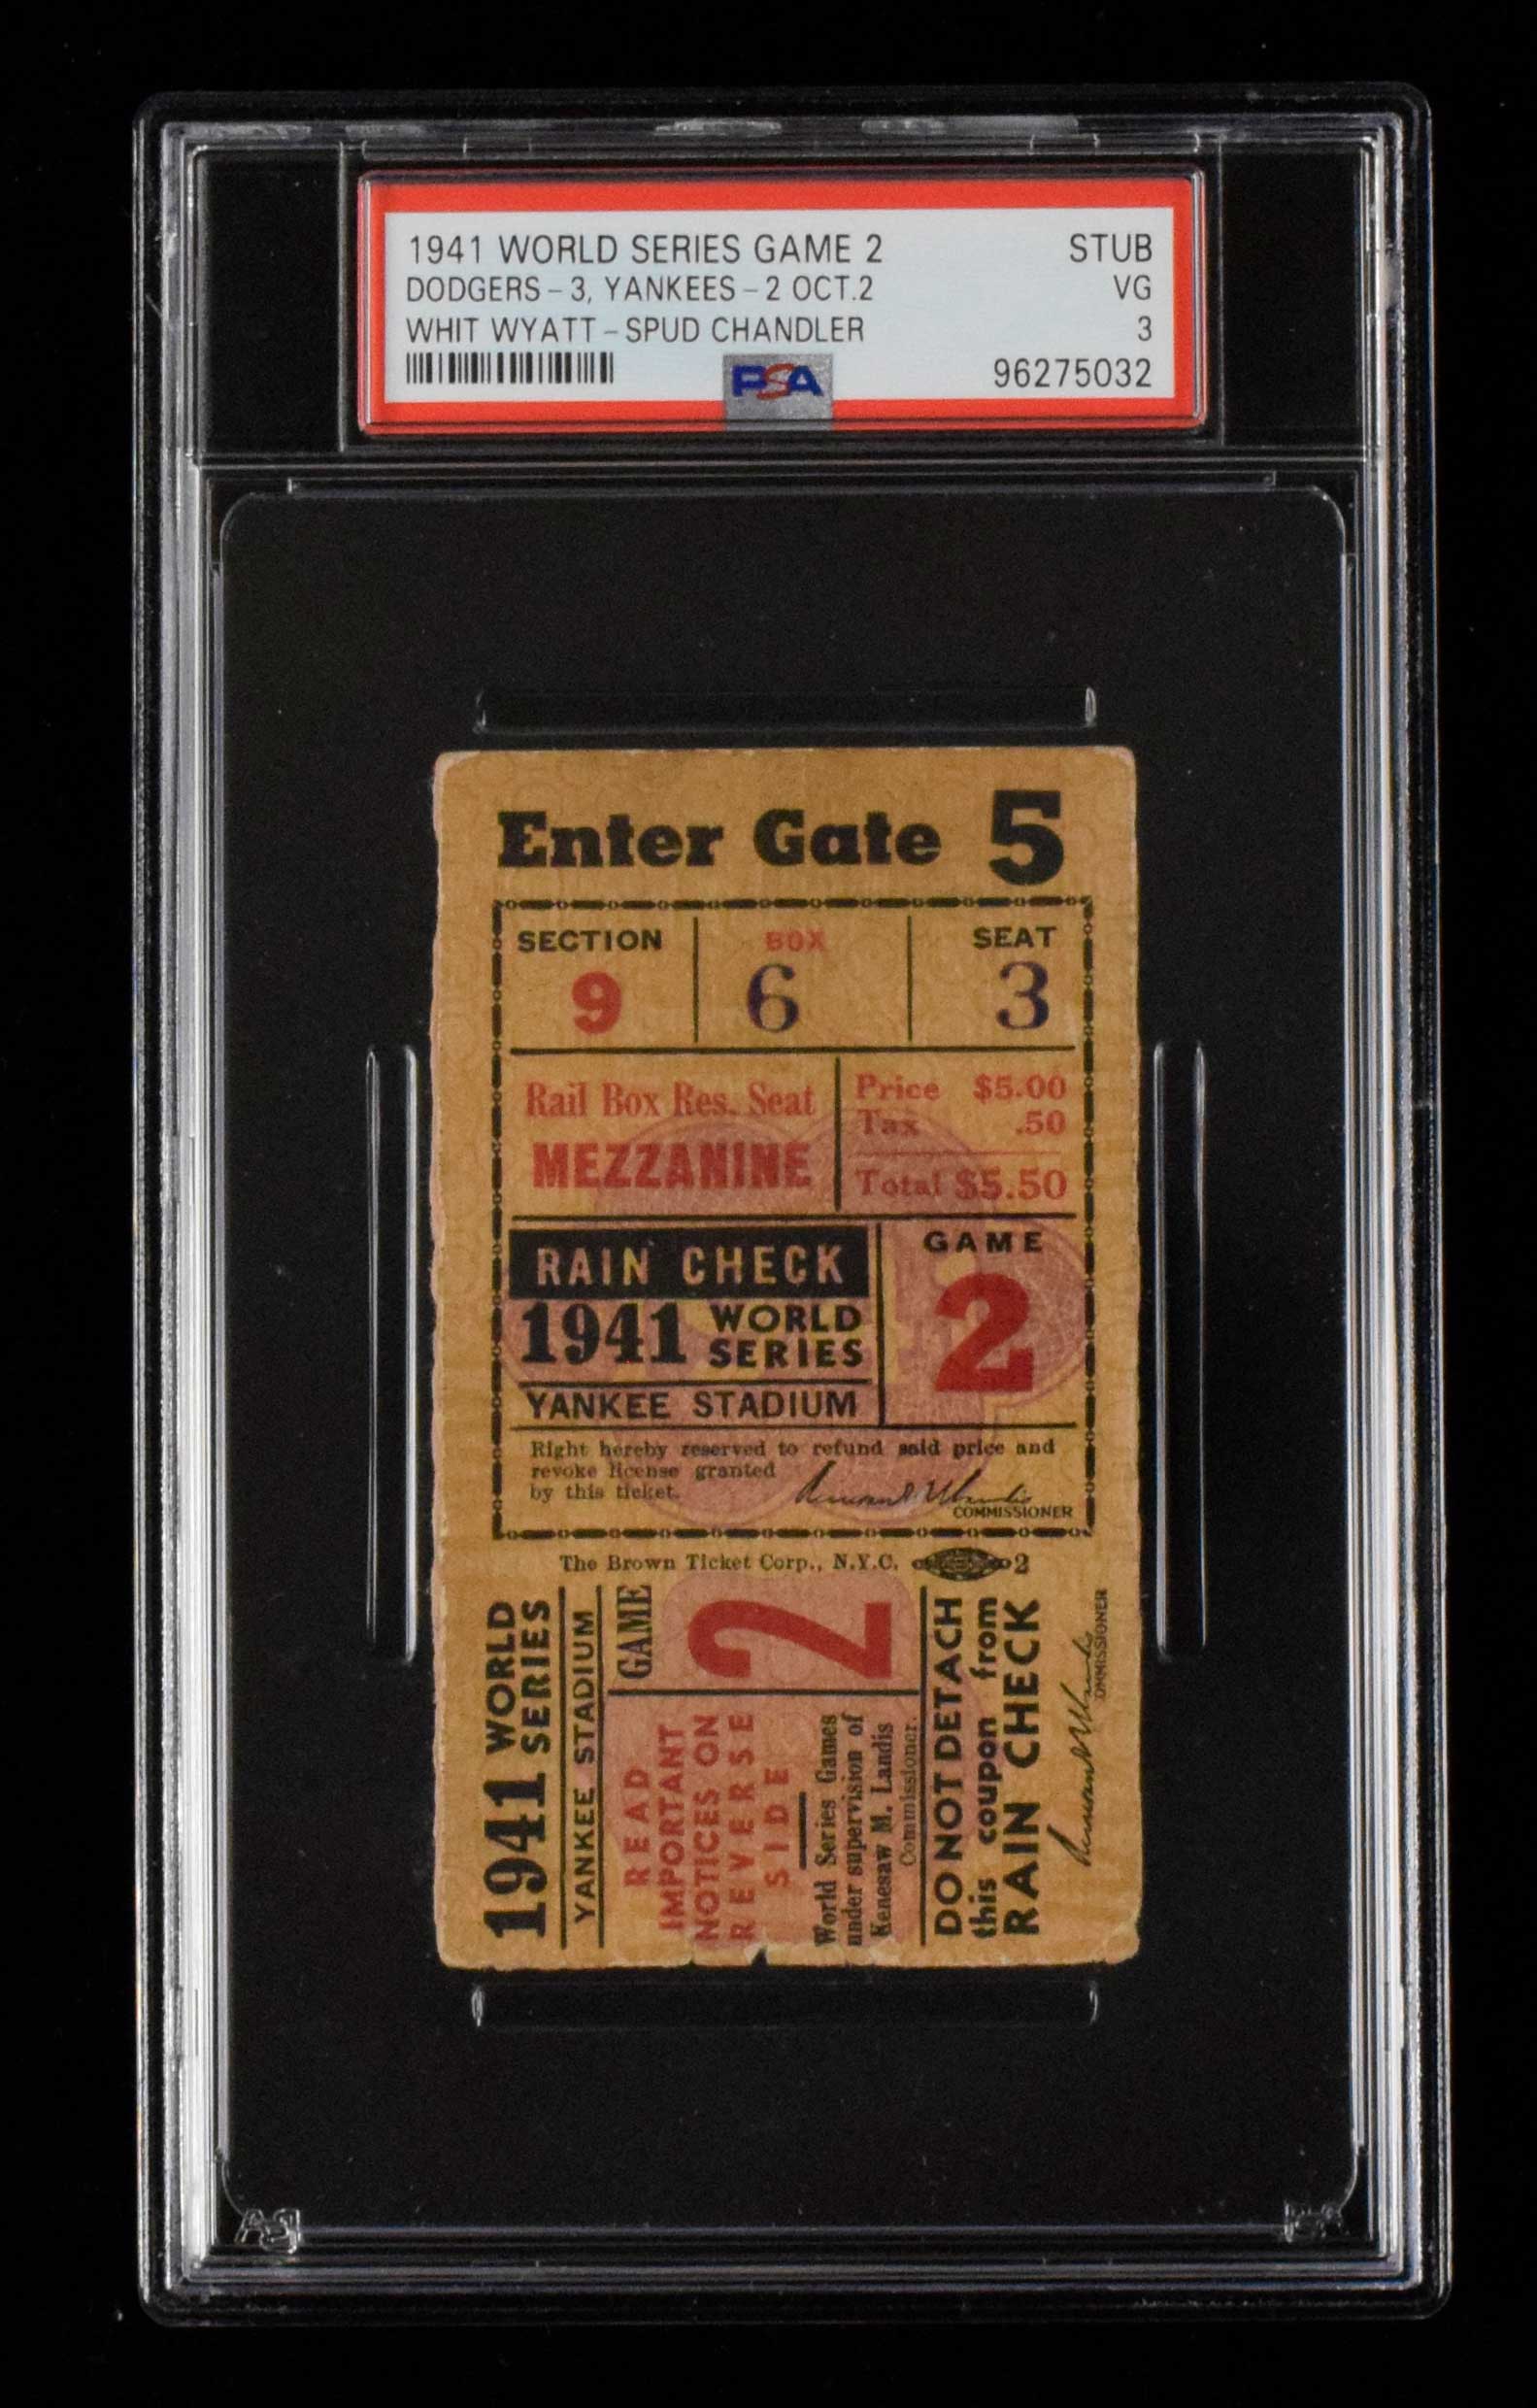 1941 WORLD SERIES GAME 2 STUB
DODGERS-3, YANKEES-2 OCT.2 VG
WHIT WYATT-SPUD CHANDLER 3
PSA 96275032
Enter Gate 5
SECTION BOX SEAT
9 6 3
Rail Box Res. Seat
MEZZANINE
Price $5.00
Tax .50
Total $5.50
RAIN CHECK
1941 WORLD SERIES
YANKEE STADIUM
GAME
2
Right hereby reserved to refund said price and
revoke license granted
by this ticket.
COMMISSIONER
The Brown Ticket Corp., N.Y.C. 2
1941 WORLD SERIES
YANKEE STADIUM
GAME
2
READ
IMPORTANT
NOTICES ON
REVERSE
SIDE
World Series Games
under supervision of
Kenesaw M. Landis
Commissioner.
DO NOT DETACH
this coupon from
RAIN CHECK
OMMISSIONER